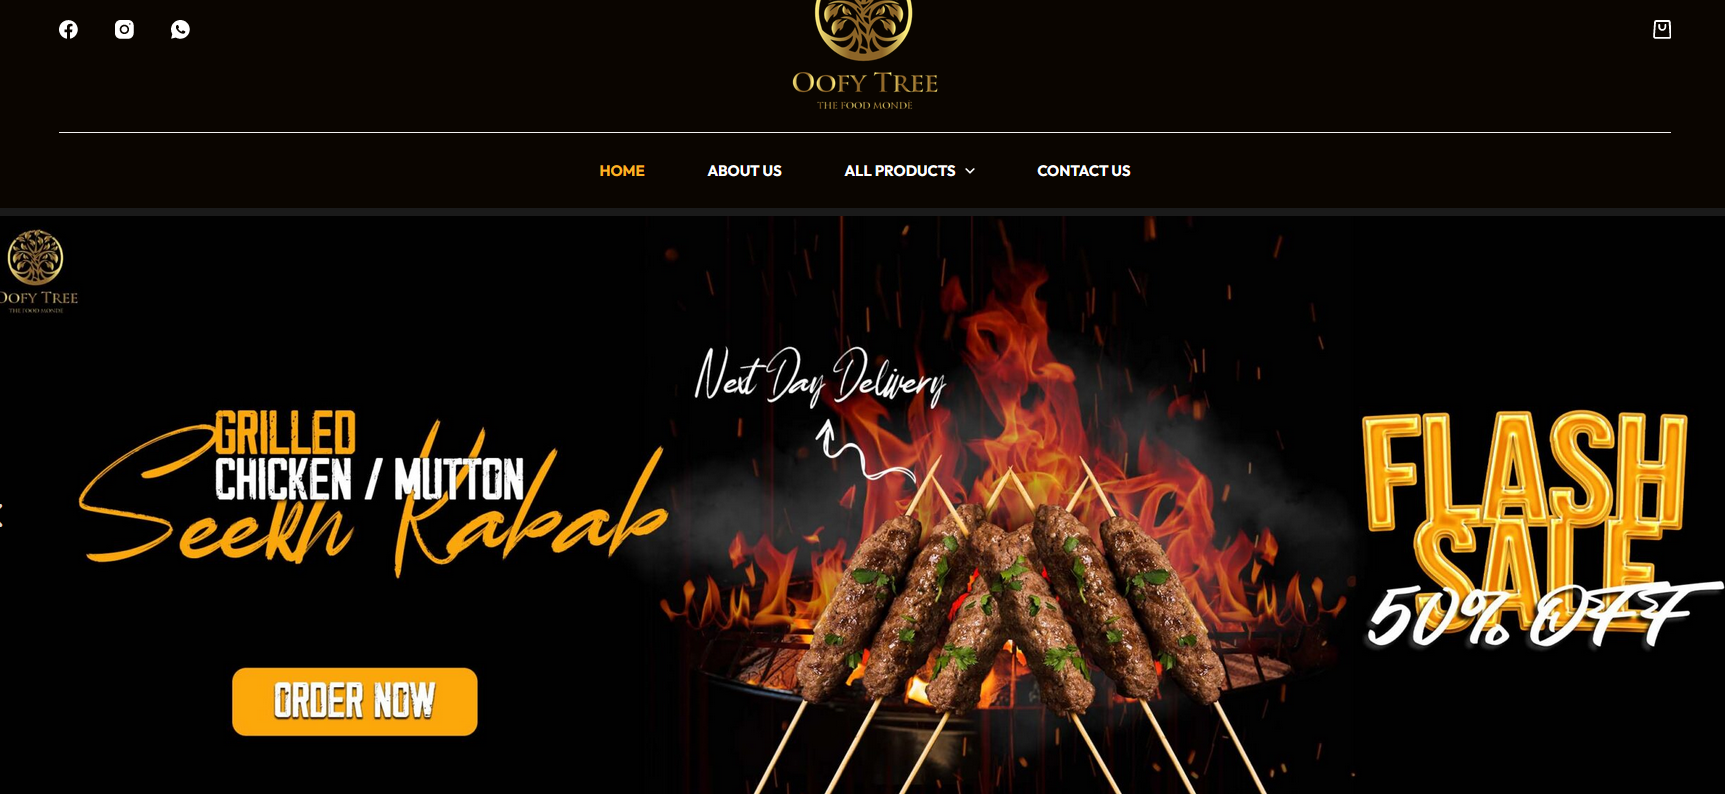 OOFY TREE
THE FOOD MONDE
HOME
ABOUT US
ALL PRODUCTS
CONTACT US
OOFY TREE
THE FOOD MONDE
Next Day Delivery
GRILLED
CHICKEN / MUTTON
Seekh Kabab
FLASH
SALE
50% OFF
ORDER NOW